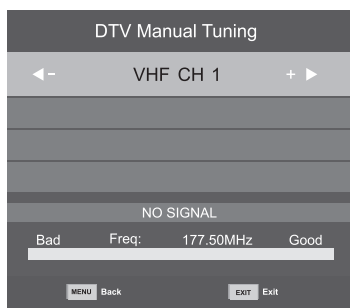 DTV Manual Tuning
- VHF CH 1 +
NO SIGNAL
Bad Freq: 177.50MHz Good
MENU Back EXIT Exit